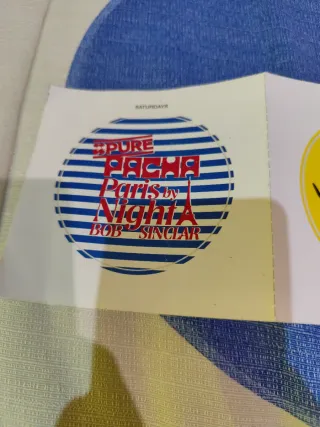 SATURDAYS
::PURE
PACHA
Paris by
Night
BOB SINCLAR